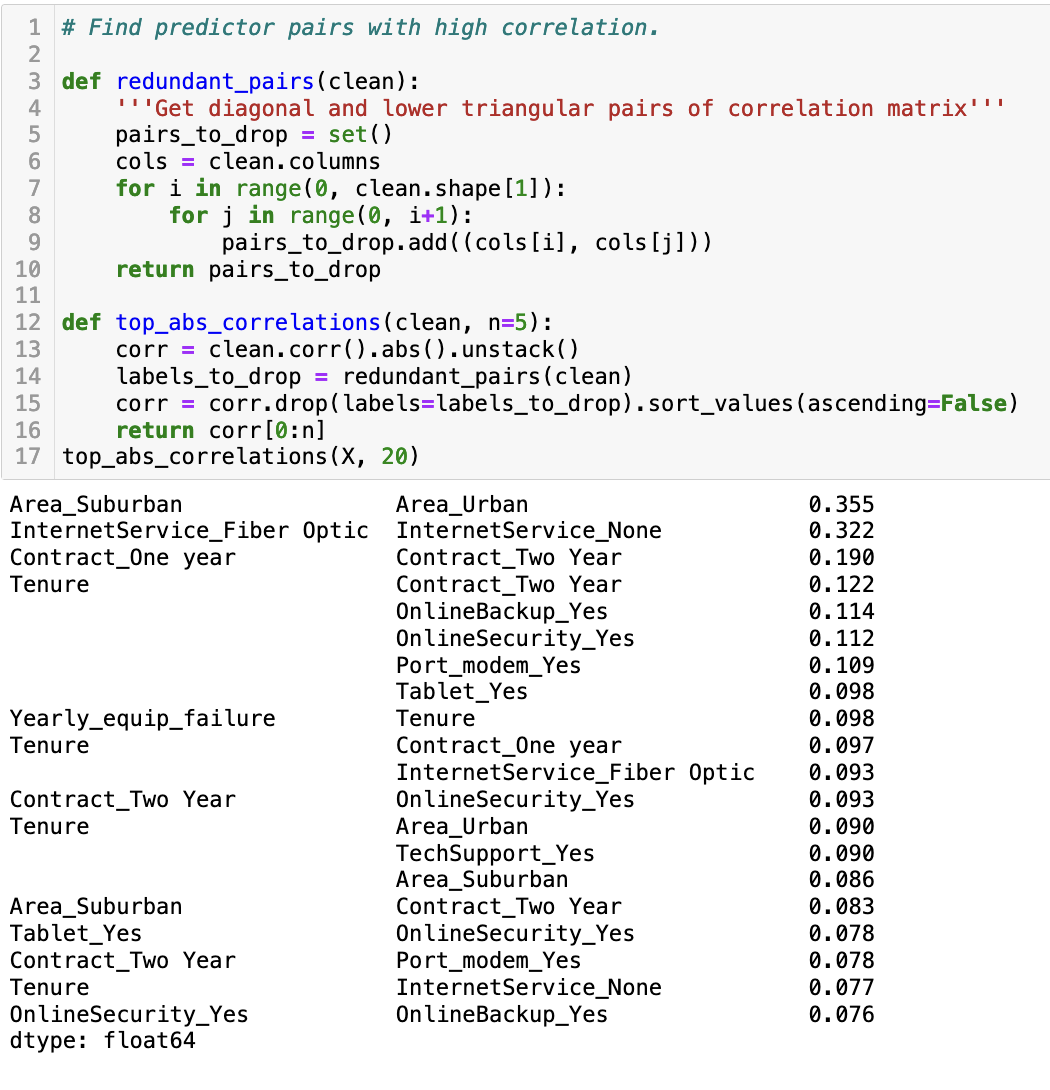 1 # Find predictor pairs with high correlation.
2
3 def redundant_pairs(clean):
4     '''Get diagonal and lower triangular pairs of correlation matrix'''
5     pairs_to_drop = set()
6     cols = clean.columns
7     for i in range(0, clean.shape[1]):
8         for j in range(0, i+1):
9             pairs_to_drop.add((cols[i], cols[j]))
10     return pairs_to_drop
11
12 def top_abs_correlations(clean, n=5):
13     corr = clean.corr().abs().unstack()
14     labels_to_drop = redundant_pairs(clean)
15     corr = corr.drop(labels=labels_to_drop).sort_values(ascending=False)
16     return corr[0:n]
17 top_abs_correlations(X, 20)
Area_Suburban                Area_Urban                     0.355
InternetService_Fiber Optic  InternetService_None           0.322
Contract_One year            Contract_Two Year              0.190
Tenure                       Contract_Two Year              0.122
                             OnlineBackup_Yes               0.114
                             OnlineSecurity_Yes             0.112
                             Port_modem_Yes                 0.109
                             Tablet_Yes                     0.098
Yearly_equip_failure         Tenure                         0.098
Tenure                       Contract_One year              0.097
                             InternetService_Fiber Optic    0.093
Contract_Two Year            OnlineSecurity_Yes             0.093
Tenure                       Area_Urban                     0.090
                             TechSupport_Yes                0.090
                             Area_Suburban                  0.086
Area_Suburban                Contract_Two Year              0.083
Tablet_Yes                   OnlineSecurity_Yes             0.078
Contract_Two Year            Port_modem_Yes                 0.078
Tenure                       InternetService_None           0.077
OnlineSecurity_Yes           OnlineBackup_Yes               0.076
dtype: float64